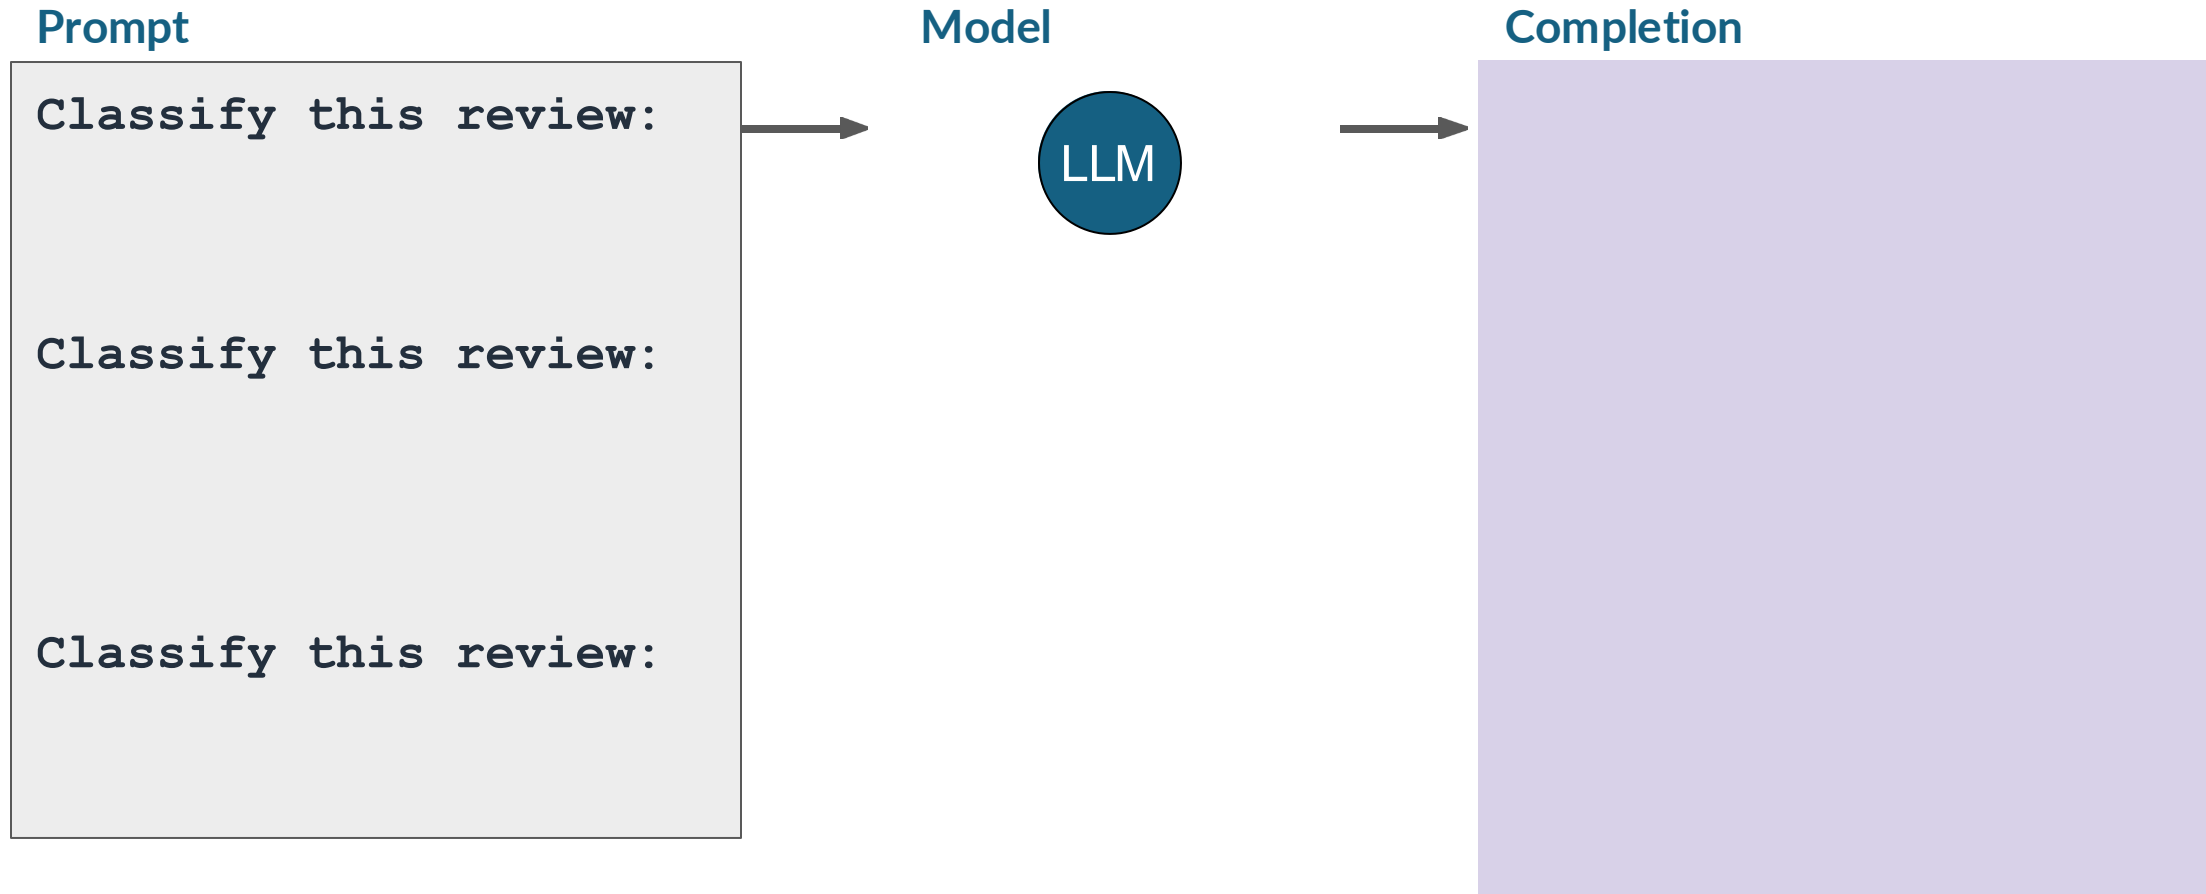 Prompt
Model
Completion
Classify this review:
LLM
Classify this review:
Classify this review: